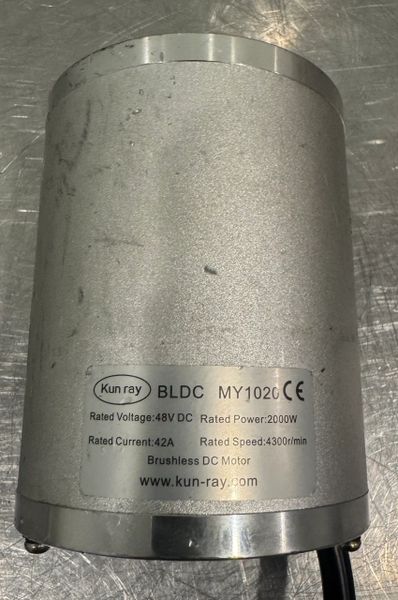 Kun ray BLDC MY1020 CE
Rated Voltage:48V DC Rated Power:2000W
Rated Current:42A Rated Speed:4300r/min
Brushless DC Motor
www.kun-ray.com